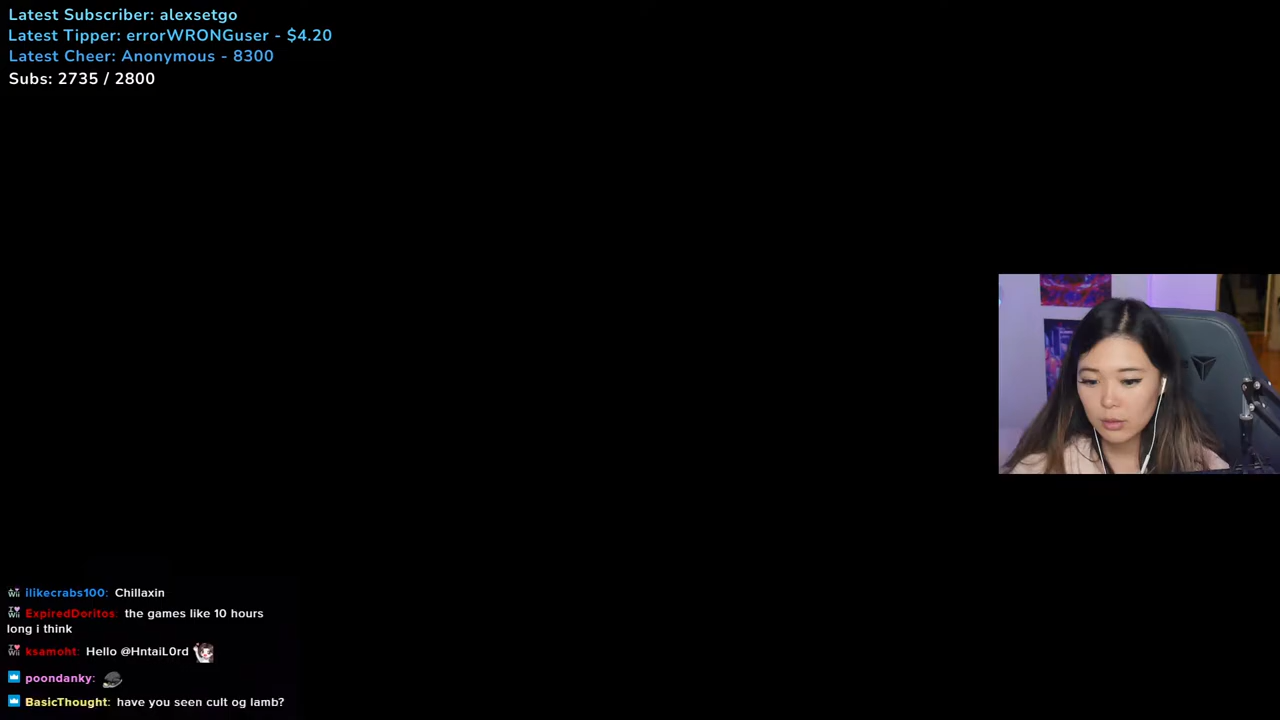 Latest Subscriber: alexsetgo
Latest Tipper: errorWRONGuser - $4.20
Latest Cheer: Anonymous - 8300
Subs: 2735 / 2800
ilikecrabs100: Chillaxin
ExpiredDoritos: the games like 10 hours
long i think
ksamoht: Hello @HntaiL0rd
poondanky:
BasicThought: have you seen cult og lamb?